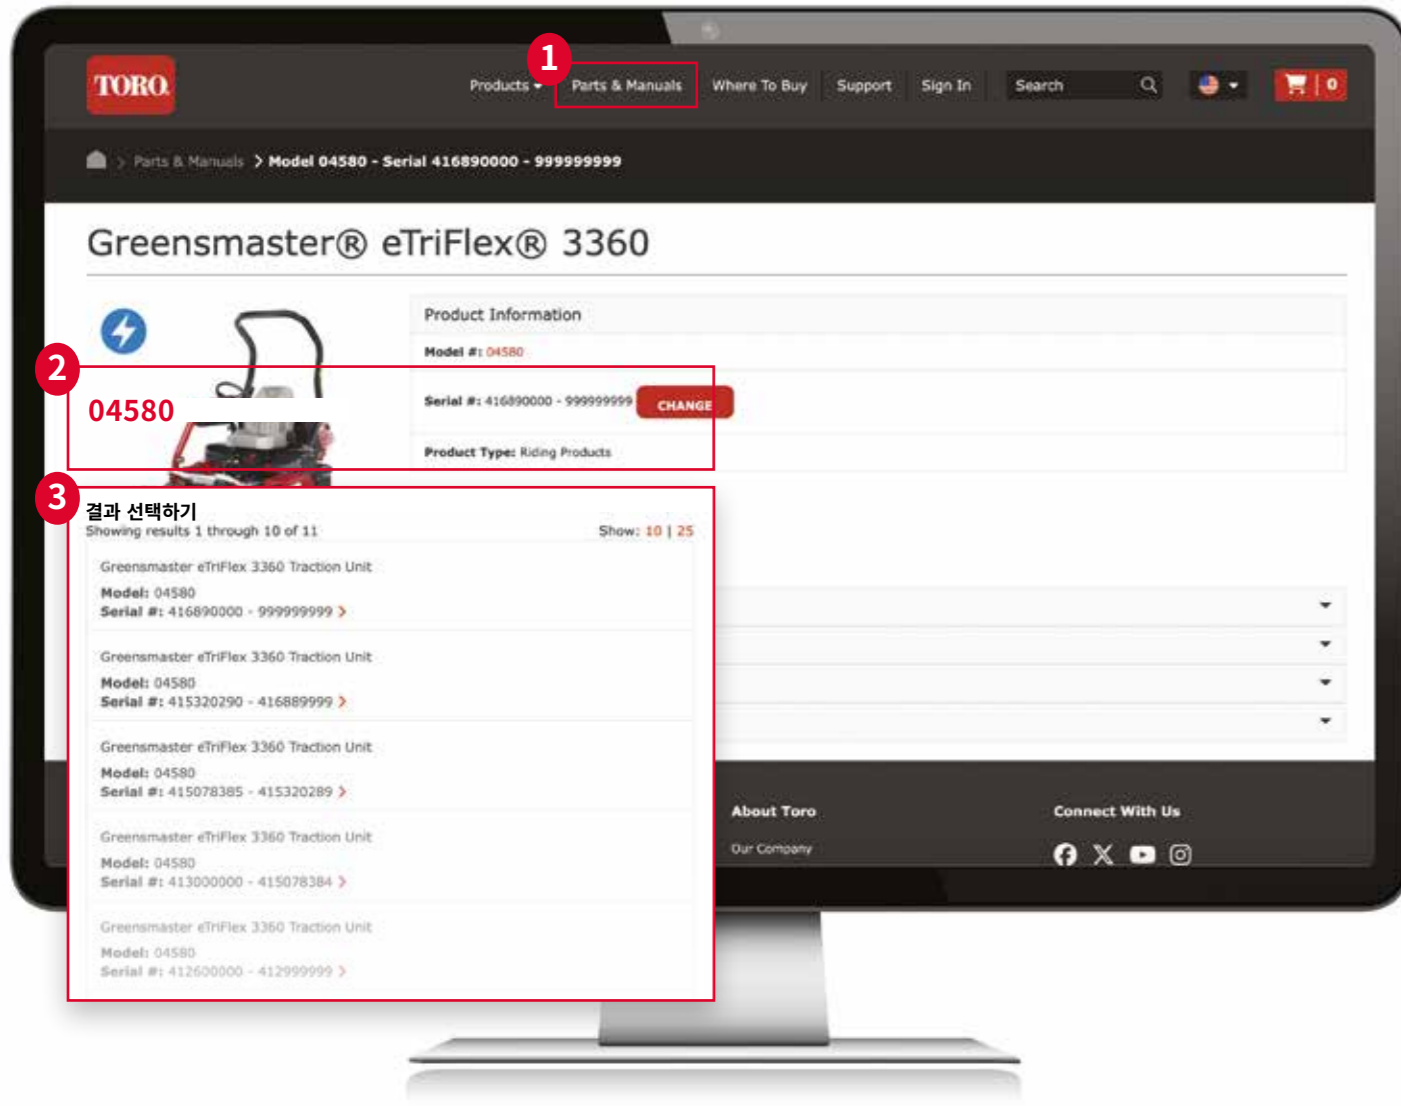 1
TORO
Products
Parts & Manuals
Where To Buy
Support
Sign In
Search
0
> Parts & Manuals > Model 04580 - Serial 416890000 - 999999999
Greensmaster® eTriFlex® 3360
Product Information
Model #: 04580
2
04580
Serial #: 416890000 - 999999999
CHANGE
Product Type: Riding Products
3
결과 선택하기
Showing results 1 through 10 of 11
Show: 10 | 25
Greensmaster eTriFlex 3360 Traction Unit
Model: 04580
Serial #: 416890000 - 999999999 >
Greensmaster eTriFlex 3360 Traction Unit
Model: 04580
Serial #: 415320290 - 416889999 >
Greensmaster eTriFlex 3360 Traction Unit
Model: 04580
Serial #: 415078385 - 415320289 >
Greensmaster eTriFlex 3360 Traction Unit
Model: 04580
Serial #: 413000000 - 415078384 >
Greensmaster eTriFlex 3360 Traction Unit
Model: 04580
Serial #: 412600000 - 412999999 >
About Toro
Our Company
Connect With Us